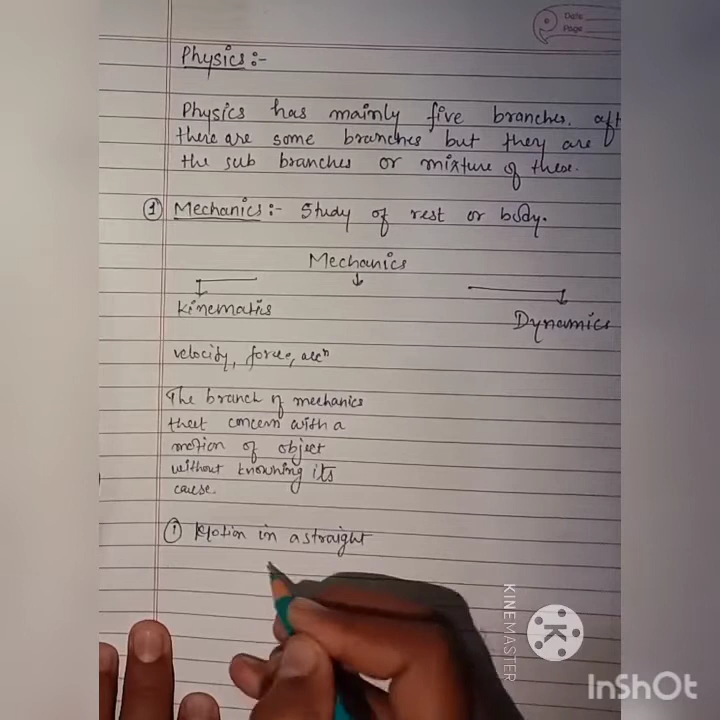 Date
Page
Physics:-
Physics has mainly five branches. aft
there are some branches but they are
the sub branches or mixture of these.
① Mechanics:- Study of rest or body.
Mechanics
Kinematics
Dynamics
velocity, force, accn
The branch of mechanics
that concern with a
motion of object
without knowning its
cause.
① Motion in a straight
KINEMASTER
InShOt